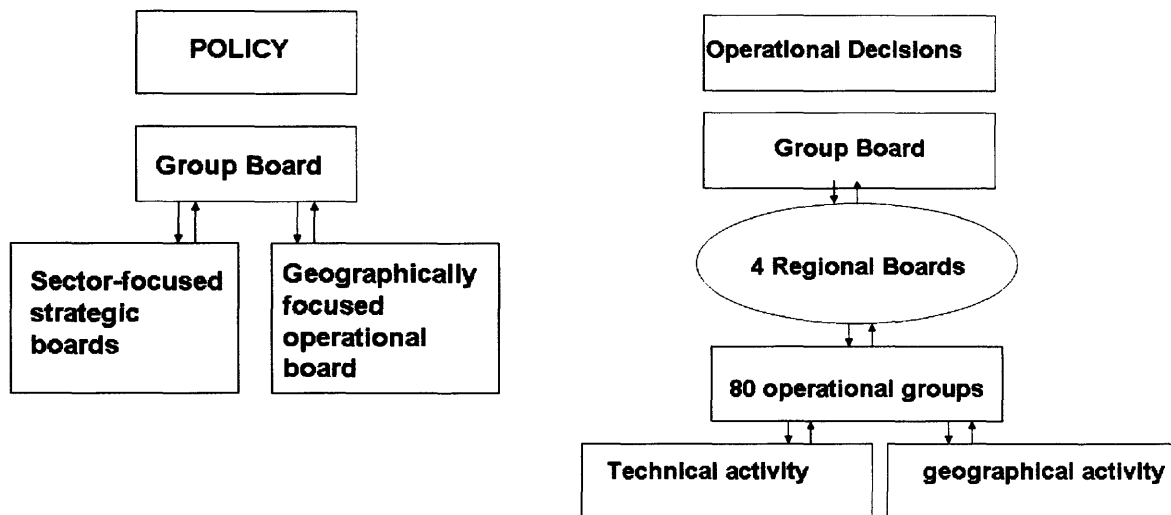 POLICY
Group Board
Sector-focused
strategic
boards
Geographically
focused
operational
board
Operational Decisions
Group Board
4 Regional Boards
80 operational groups
Technical activity
geographical activity